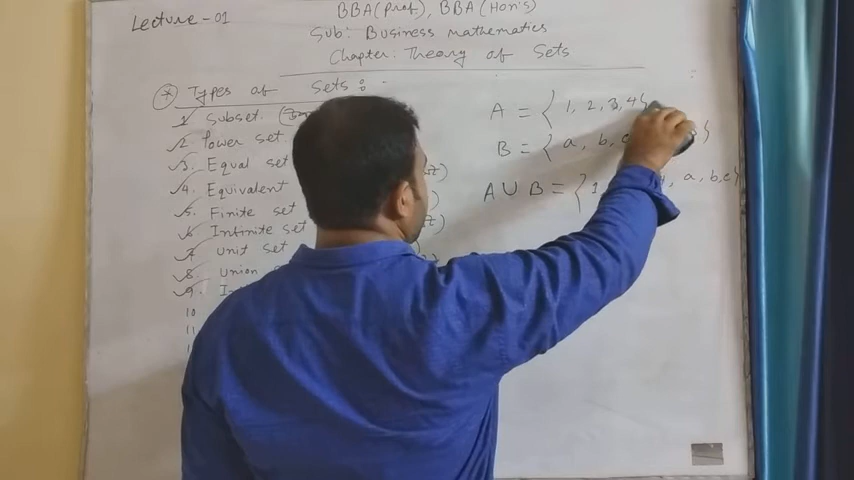 Lecture - 01
BBA (Prof), BBA (Hon's)
Sub: Business mathematics
Chapter: Theory of Sets
* Types of Sets :-
1. Subset.
2. Power set
3. Equal set
4. Equivalent
5. Finite set
6. Infinite set
7. unit set
8. union
9. In
10
11
A = { 1, 2, 3, 4 }
B = { a, b, c }
A ∪ B = { 1 4, a, b, c }